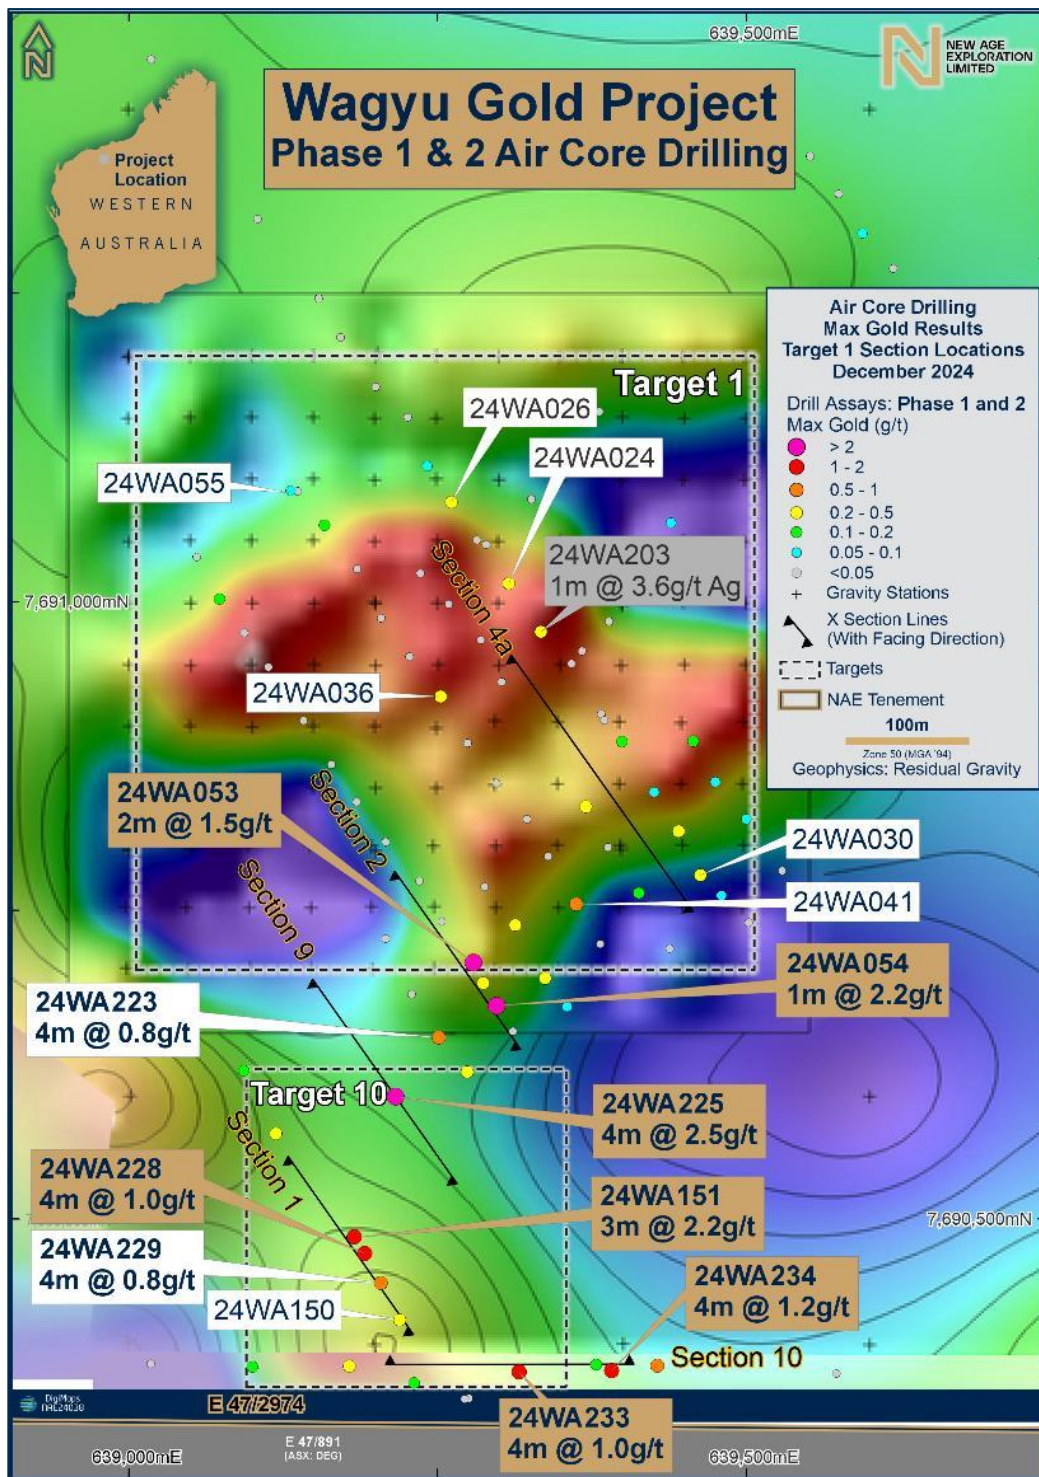 639,500mE
N
NEW AGE
EXPLORATION
LIMITED
Wagyu Gold Project
Phase 1 & 2 Air Core Drilling
Project
Location
WESTERN
AUSTRALIA
Air Core Drilling
Max Gold Results
Target 1 Section Locations
December 2024
Drill Assays: Phase 1 and 2
Max Gold (g/t)
> 2
1 - 2
0.5 - 1
0.2 - 0.5
0.1 - 0.2
0.05 - 0.1
<0.05
Gravity Stations
X Section Lines
(With Facing Direction)
Targets
NAE Tenement
100m
Zone 50 (MGA '94)
Geophysics: Residual Gravity
Target 1
24WA026
24WA024
24WA055
24WA203
1m @ 3.6g/t Ag
Section 4a
7,691,000mN
24WA036
24WA053
2m @ 1.5g/t
Section 2
24WA030
24WA041
Section 9
24WA054
1m @ 2.2g/t
24WA223
4m @ 0.8g/t
Target 10
24WA225
4m @ 2.5g/t
Section 1
24WA228
4m @ 1.0g/t
24WA151
3m @ 2.2g/t
7,690,500mN
24WA229
4m @ 0.8g/t
24WA234
4m @ 1.2g/t
24WA150
Section 10
DigiMaps
E 47/2974
24WA233
4m @ 1.0g/t
E 47/891
(ASX: DEG)
639,000mE
639,500mE